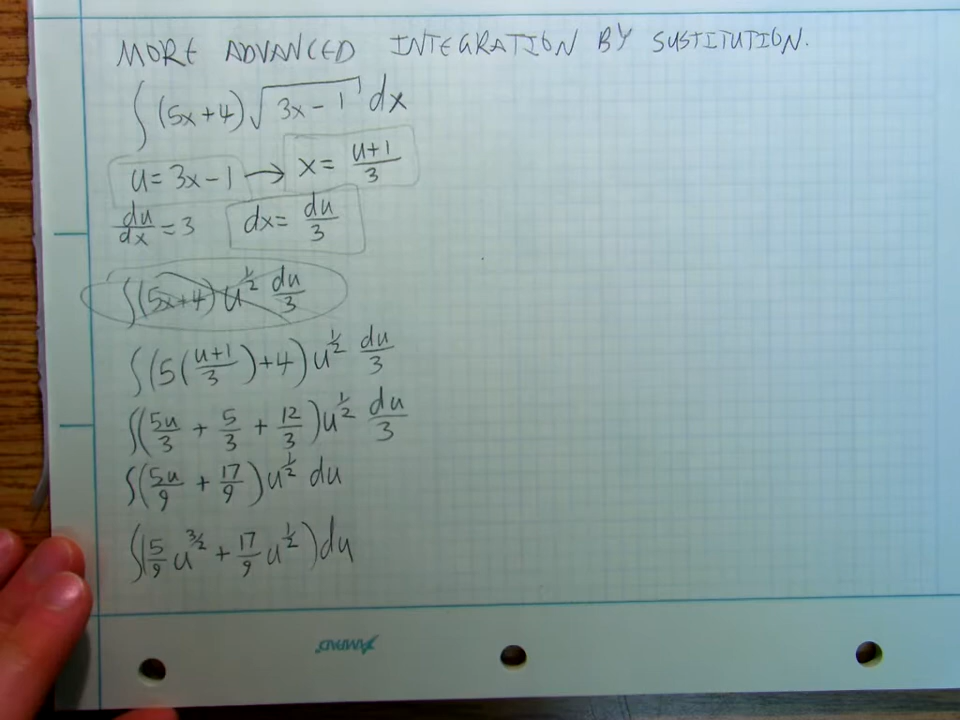 MORE ADVANCED INTEGRATION BY SUSTITUTION.
∫(5x+4)√(3x-1) dx
u=3x-1 → x= (u+1)/3
du/dx =3 dx= du/3
∫(5x+4) u^(1/2) du/3
∫(5((u+1)/3)+4)u^(1/2) du/3
∫(5u/3 + 5/3 + 12/3)u^(1/2) du/3
∫(5u/9 + 17/9)u^(1/2) du
∫(5/9 u^(3/2) + 17/9 u^(1/2))du
AMPAD